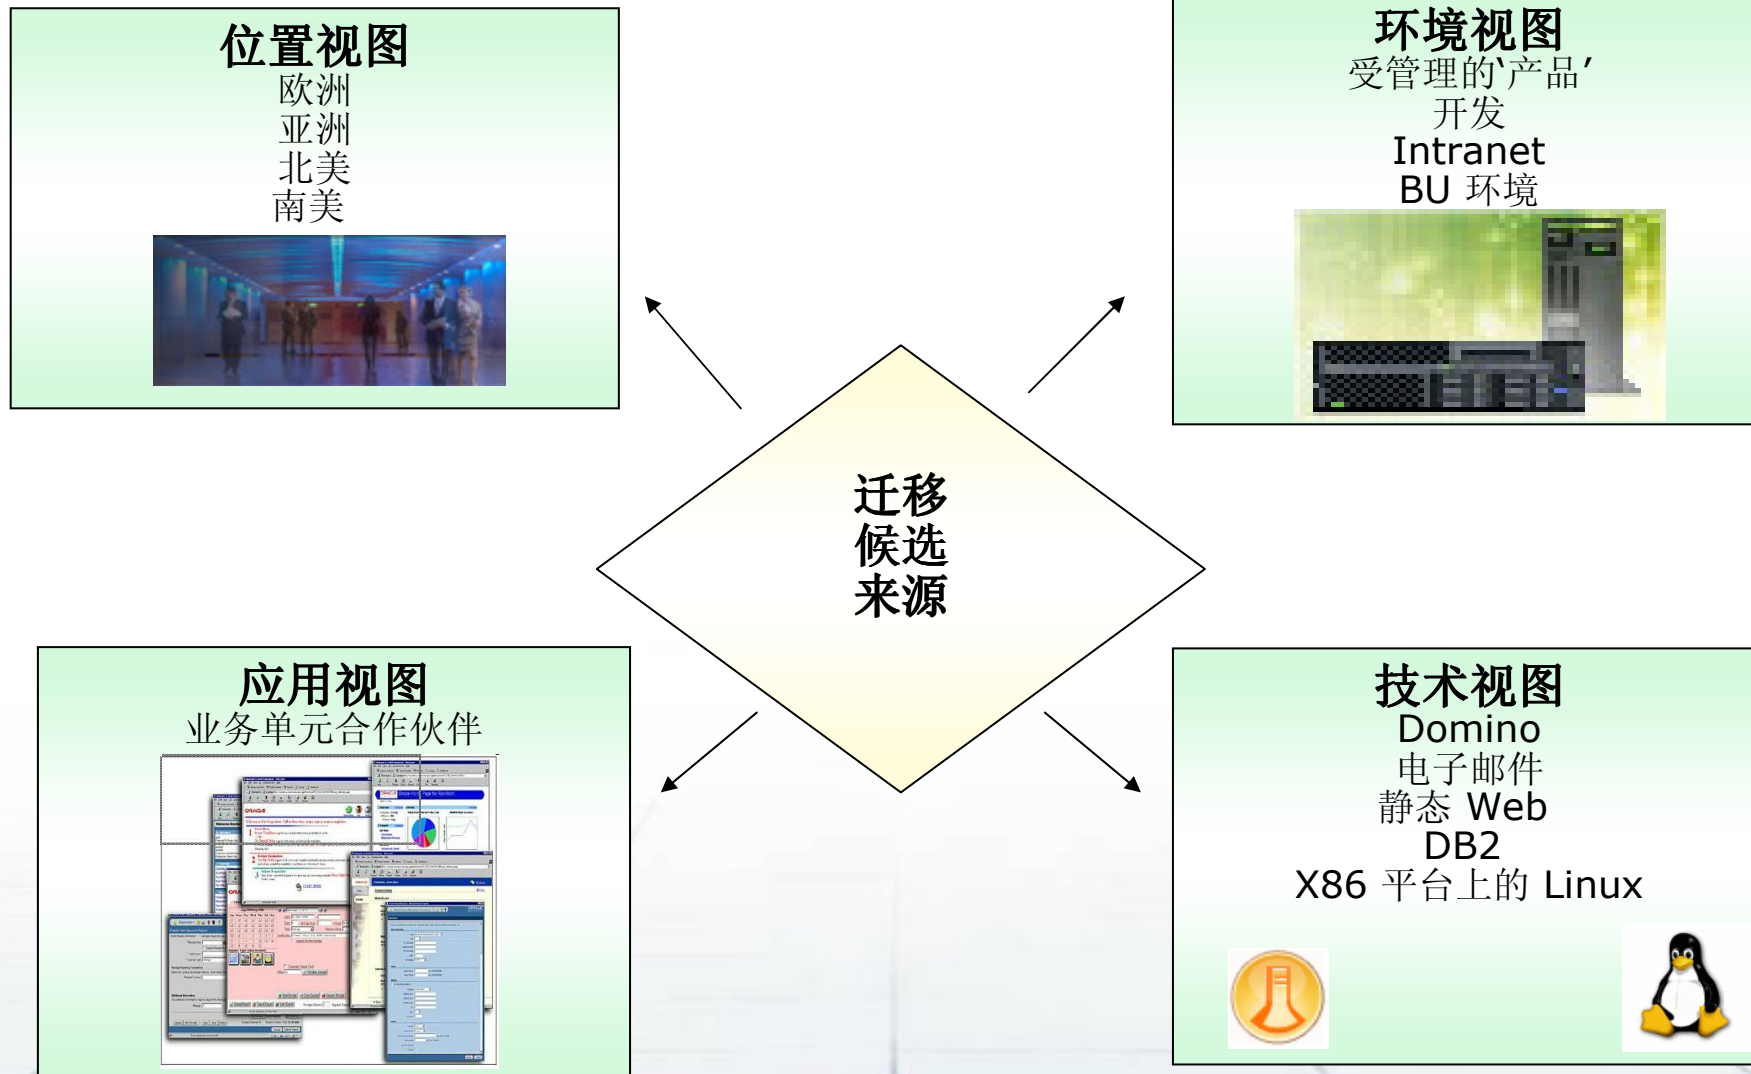 位置视图
欧洲
亚洲
北美
南美
环境视图
受管理的‘产品’
开发
Intranet
BU 环境
迁移
候选
来源
应用视图
业务单元合作伙伴
ORACLE
技术视图
Domino
电子邮件
静态 Web
DB2
X86 平台上的 Linux